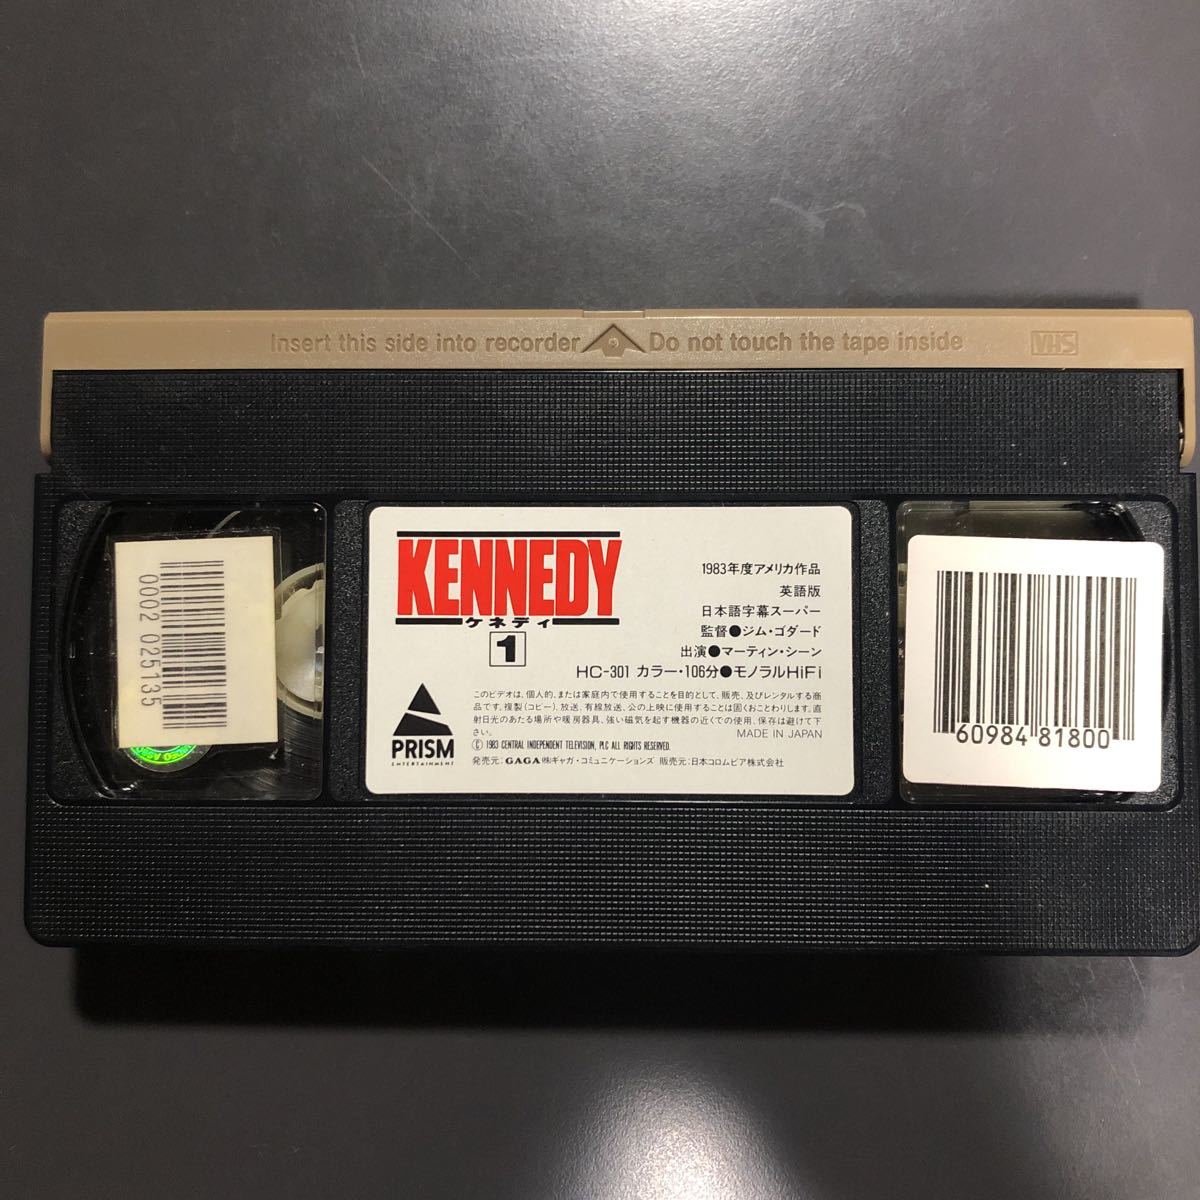 Insert this side into recorder Do not touch the tape inside VHS
0002 025135
KENNEDY
ケネディ
1
1983年度アメリカ作品
英語版
日本語字幕スーパー
監督●ジム・ゴダード
出演●マーティン・シーン
HC-301 カラー・106分●モノラルHiFi
PRISM
ENTERTAINMENT
このビデオは、個人的、または家庭内で使用することを目的として、販売、及びレンタルする商
品です。複製(コピー)、放送、有線放送、公の上映に使用することは固くおことわりします。直
射日光のあたる場所や暖房器具、強い磁気を起す機器の近くでの使用、保存は避けて下
さい。
MADE IN JAPAN
Ⓒ 1983 CENTRAL INDEPENDENT TELEVISION, PLC ALL RIGHTS RESERVED.
発売元:GAGA ㈱ギャガ・コミュニケーションズ 販売元:日本コロムビア株式会社
60984 81800